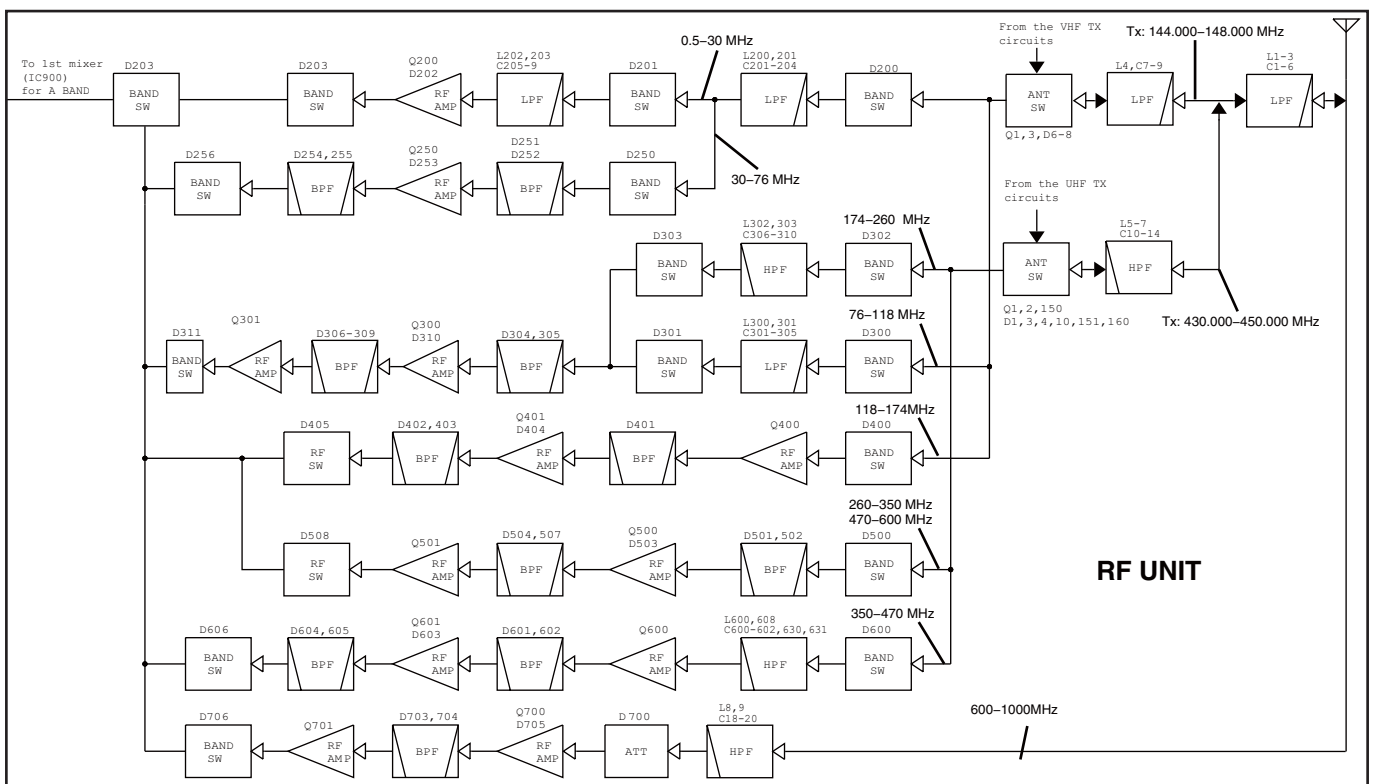 To 1st mixer
(IC900)
for A BAND
D203
BAND
SW
D203
BAND
SW
Q200
D202
RF
AMP
L202,203
C205-9
LPF
D201
BAND
SW
0.5–30 MHz
L200,201
C201-204
LPF
D200
BAND
SW
From the VHF TX
circuits
ANT
SW
Q1,3,D6-8
L4,C7-9
LPF
Tx: 144.000–148.000 MHz
L1-3
C1-6
LPF
D256
BAND
SW
D254,255
BPF
Q250
D253
RF
AMP
D251
D252
BPF
D250
BAND
SW
30–76 MHz
From the UHF TX
circuits
ANT
SW
Q1,2,150
D1,3,4,10,151,160
L5-7
C10-14
HPF
Tx: 430.000–450.000 MHz
D303
BAND
SW
L302,303
C306-310
HPF
D302
BAND
SW
174–260 MHz
D311
BAND
SW
Q301
RF
AMP
D306-309
BPF
Q300
D310
RF
AMP
D304,305
BPF
D301
BAND
SW
L300,301
C301-305
LPF
D300
BAND
SW
76–118 MHz
D405
RF
SW
D402,403
BPF
Q401
D404
RF
AMP
D401
BPF
Q400
RF
AMP
D400
BAND
SW
118–174MHz
D508
RF
SW
Q501
RF
AMP
D504,507
BPF
Q500
D503
RF
AMP
D501,502
BPF
D500
BAND
SW
260–350 MHz
470–600 MHz
RF UNIT
D606
BAND
SW
D604,605
BPF
Q601
D603
RF
AMP
D601,602
BPF
Q600
RF
AMP
L600,608
C600-602,630,631
HPF
D600
BAND
SW
350–470 MHz
D706
BAND
SW
Q701
RF
AMP
D703,704
BPF
Q700
D705
RF
AMP
D700
ATT
L8,9
C18-20
HPF
600–1000MHz